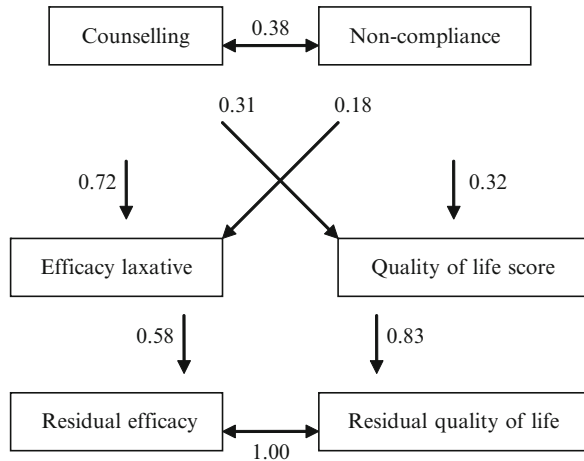 Counselling
0.38
Non-compliance
0.31
0.18
0.72
0.32
Efficacy laxative
Quality of life score
0.58
0.83
Residual efficacy
Residual quality of life
1.00